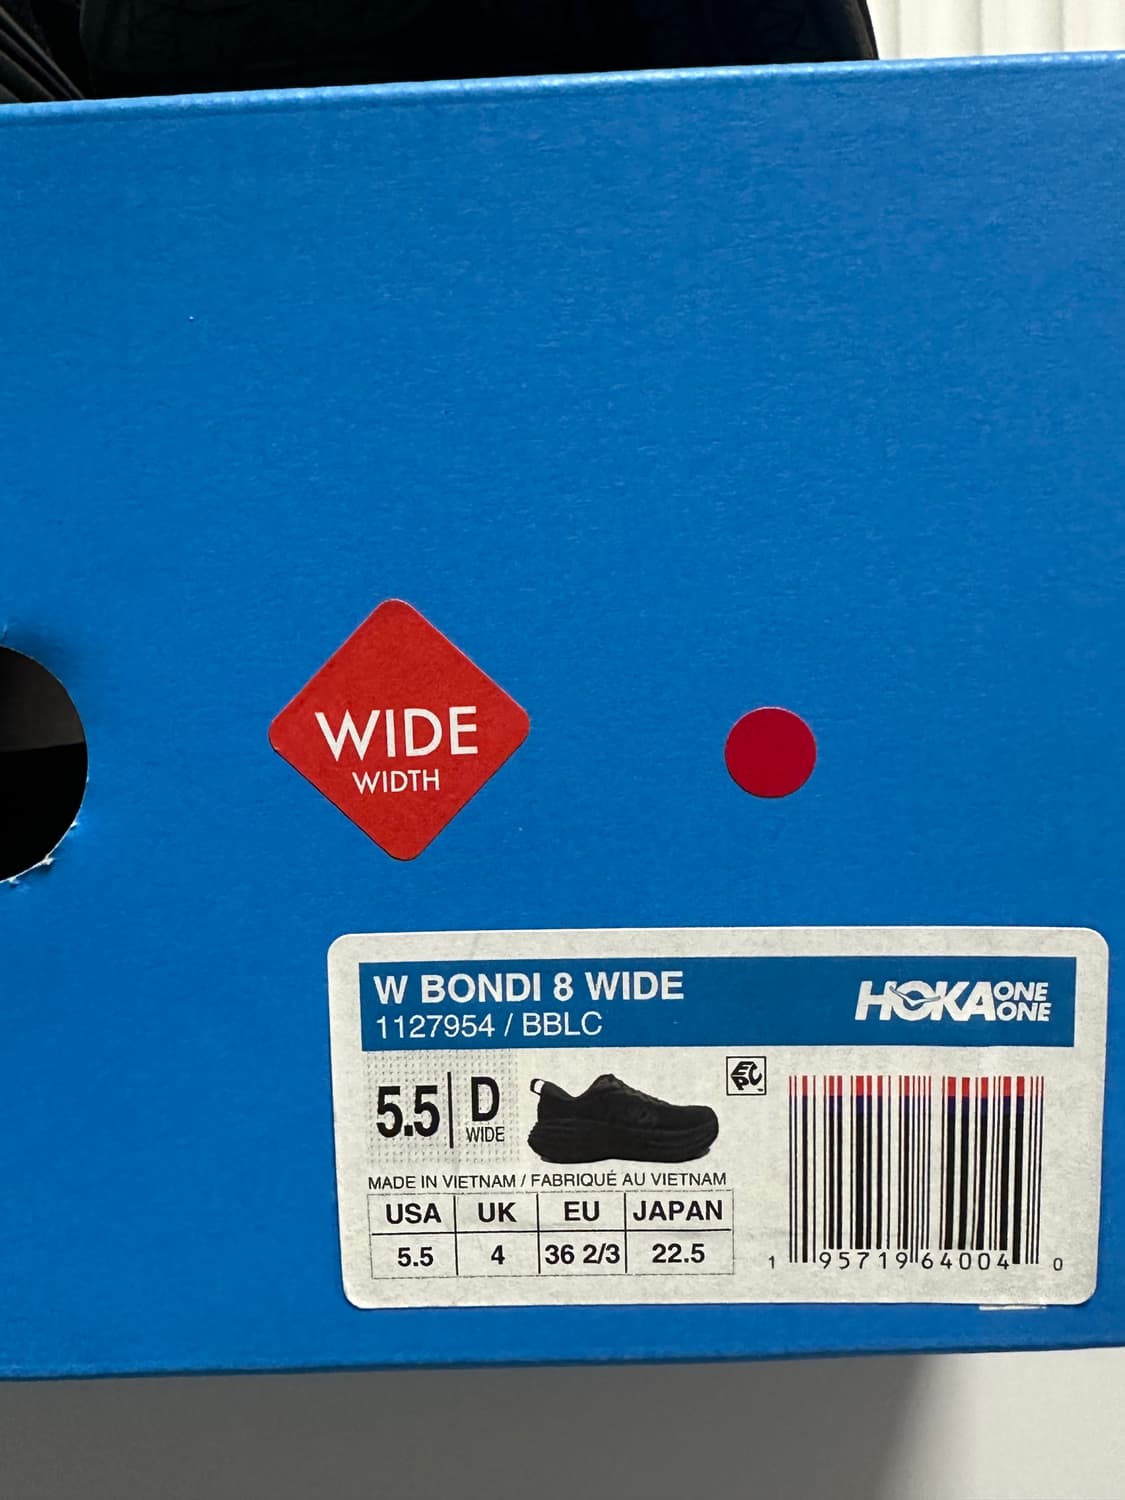 WIDE
WIDTH
W BONDI 8 WIDE
1127954 / BBLC
HOKA ONE ONE
5.5 D
WIDE
EPC
MADE IN VIETNAM / FABRIQUÉ AU VIETNAM
USA UK EU JAPAN
5.5 4 36 2/3 22.5
1 95719 64004 0